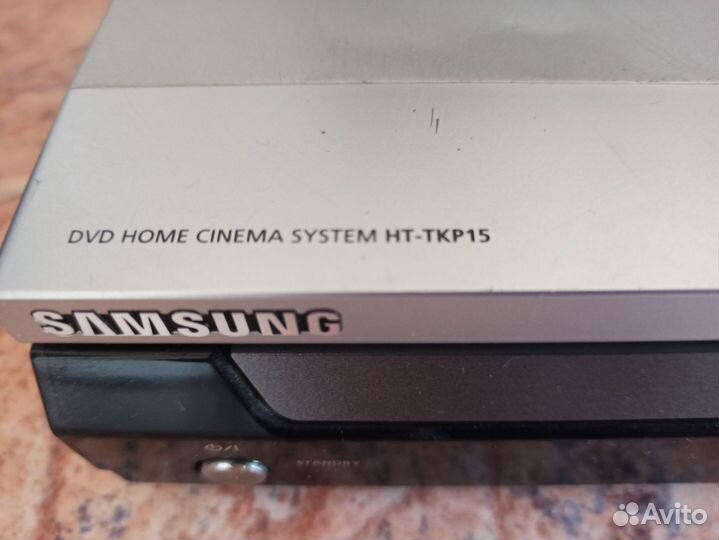 DVD HOME CINEMA SYSTEM HT-TKP15
SAMSUNG
STANDBY
Avito